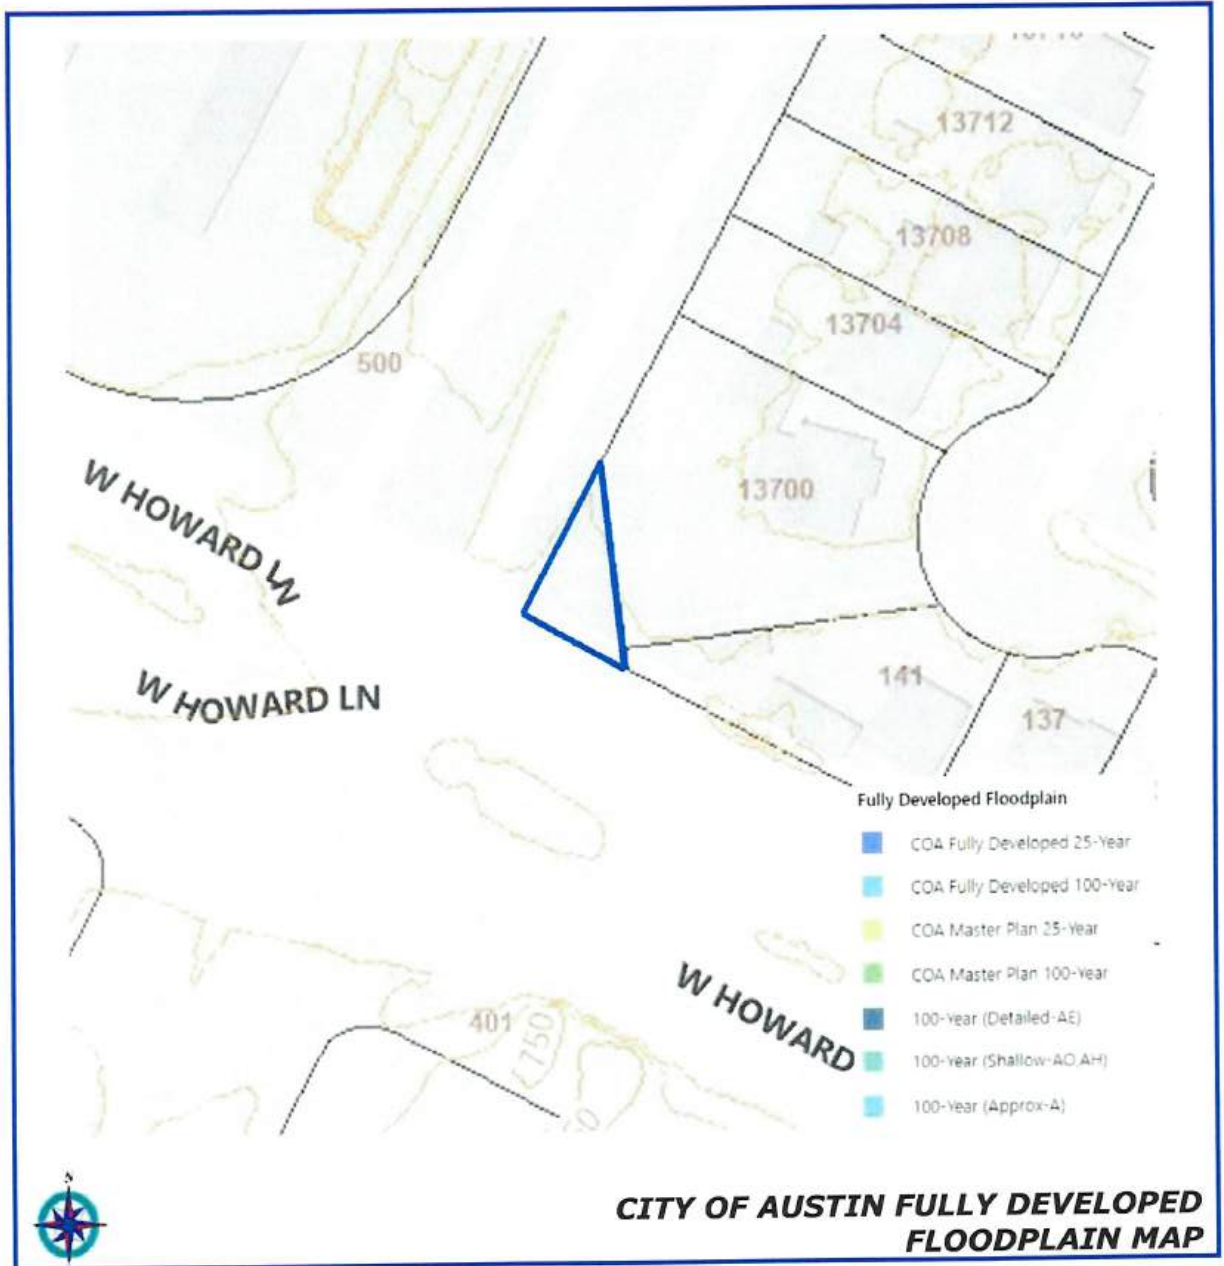 13712
13708
13704
500
13700
W HOWARD LN
W HOWARD LN
141
137
Fully Developed Floodplain
COA Fully Developed 25-Year
COA Fully Developed 100-Year
COA Master Plan 25-Year
COA Master Plan 100-Year
100-Year (Detailed-AE)
100-Year (Shallow-AO,AH)
100-Year (Approx-A)
W HOWARD
401
750
N
CITY OF AUSTIN FULLY DEVELOPED
FLOODPLAIN MAP